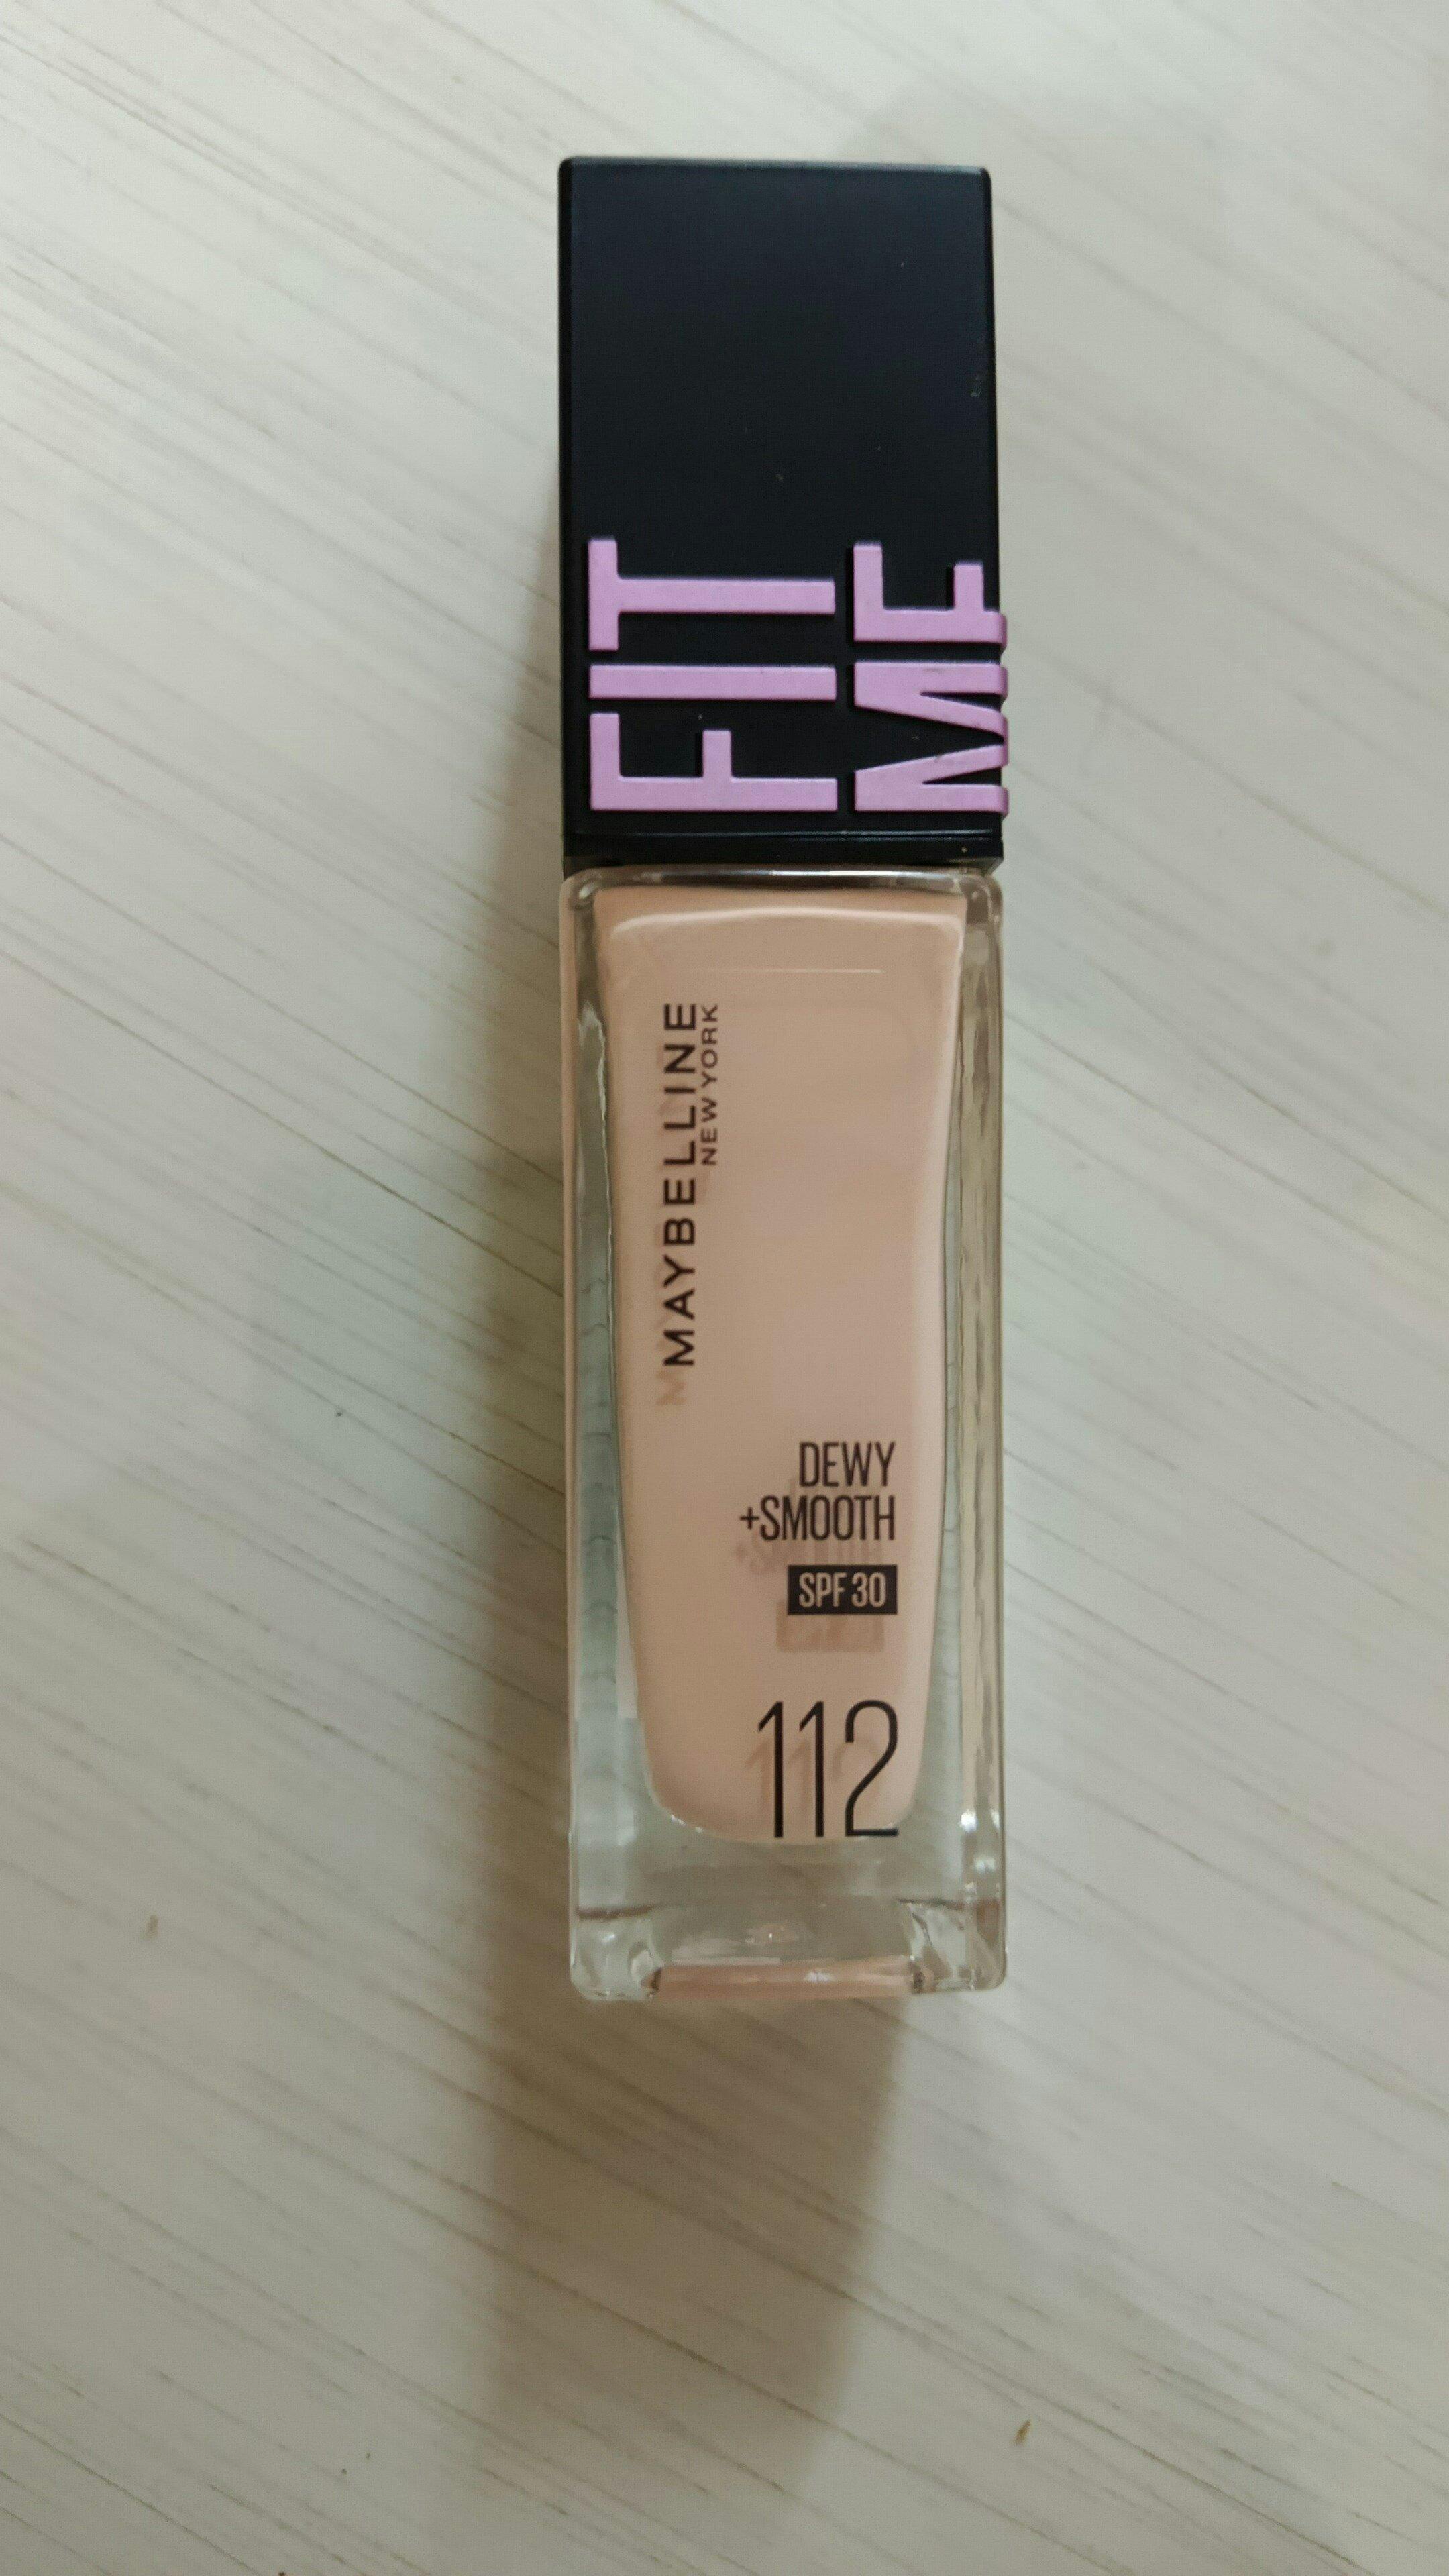 FIT
ME
MAYBELLINE
NEW YORK
DEWY
+SMOOTH
SPF 30
112